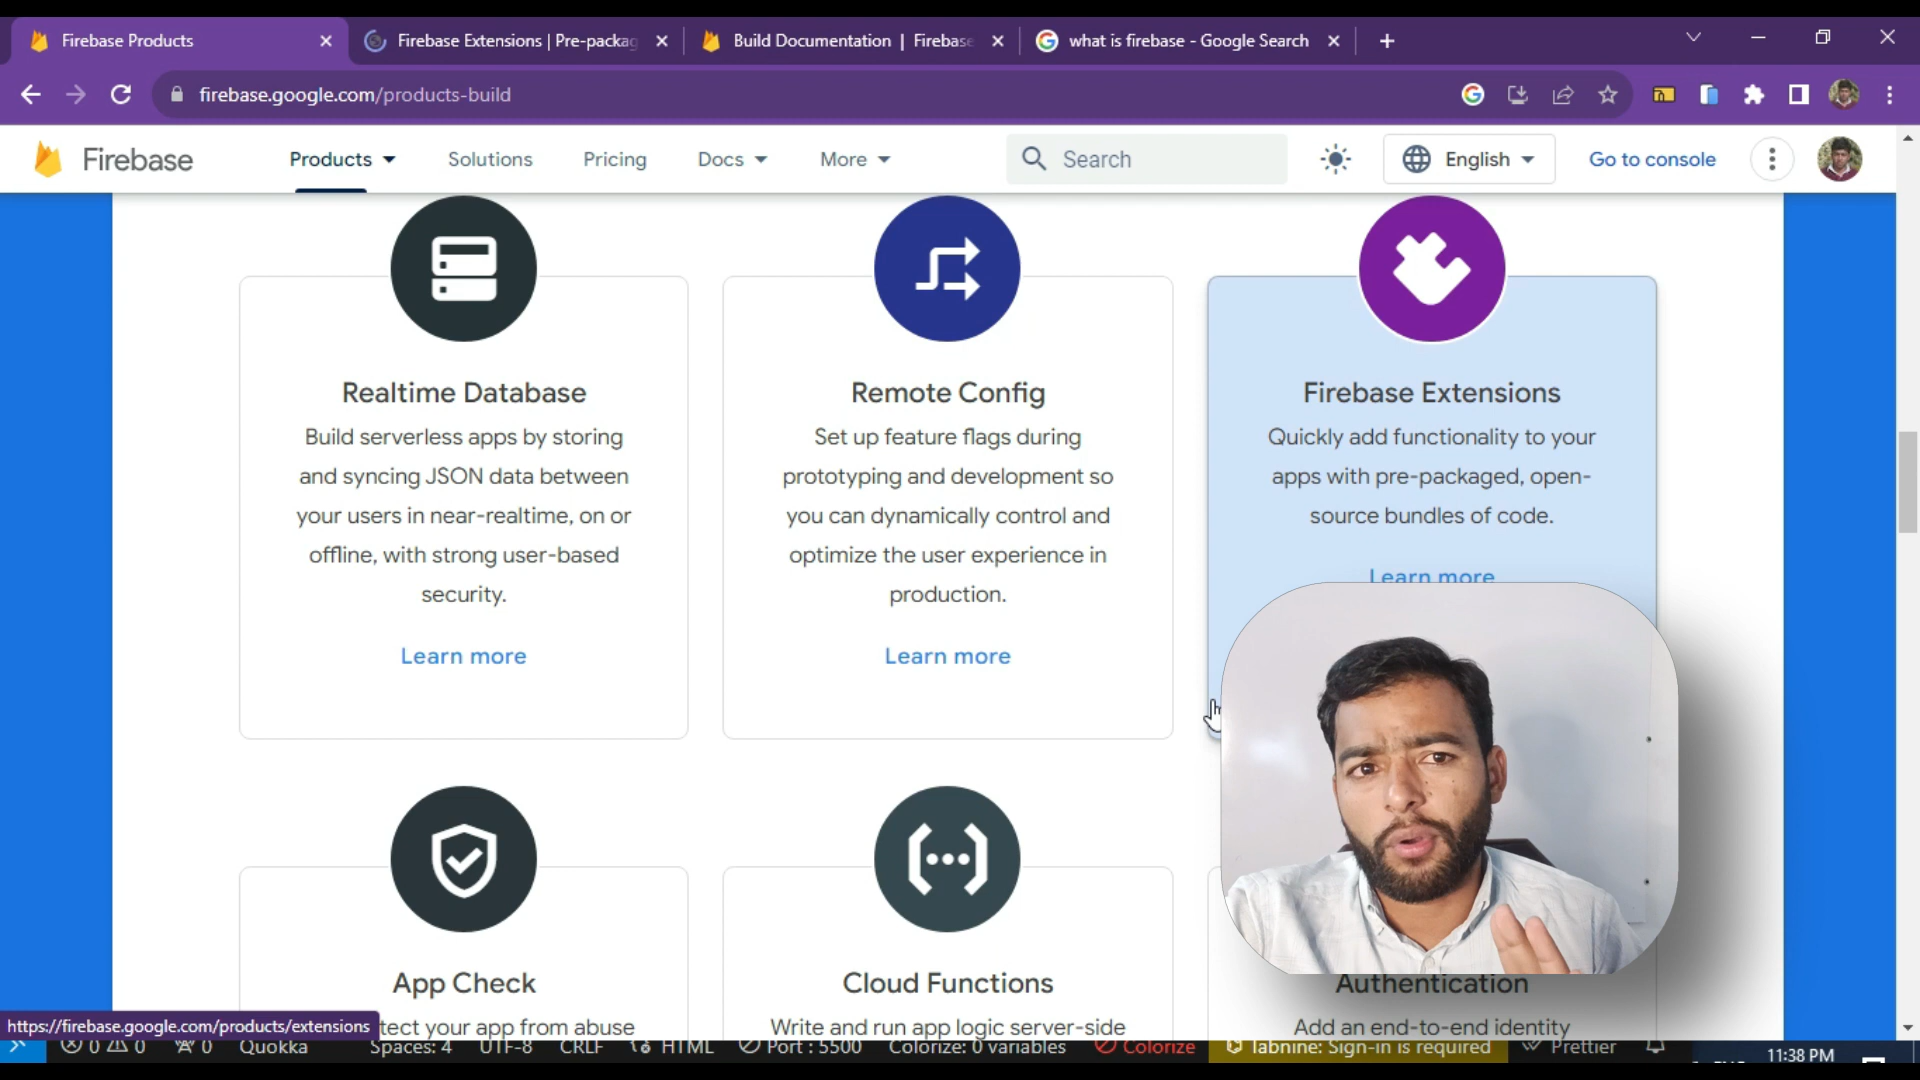 Firebase Products
Firebase Extensions | Pre-packag
Build Documentation | Firebase
what is firebase - Google Search
firebase.google.com/products-build
Firebase
Products
Solutions
Pricing
Docs
More
Search
English
Go to console
Realtime Database
Build serverless apps by storing
and syncing JSON data between
your users in near-realtime, on or
offline, with strong user-based
security.
Learn more
Remote Config
Set up feature flags during
prototyping and development so
you can dynamically control and
optimize the user experience in
production.
Learn more
Firebase Extensions
Quickly add functionality to your
apps with pre-packaged, open-
source bundles of code.
Learn more
App Check
tect your app from abuse
Cloud Functions
Write and run app logic server-side
Authentication
Add an end-to-end identity
https://firebase.google.com/products/extensions
0 0
0
Quokka
Spaces: 4
UTF-8
CRLF
HTML
Port : 5500
Colorize: 0 variables
Colorize
Tabnine: Sign-in is required
Prettier
11:38 PM